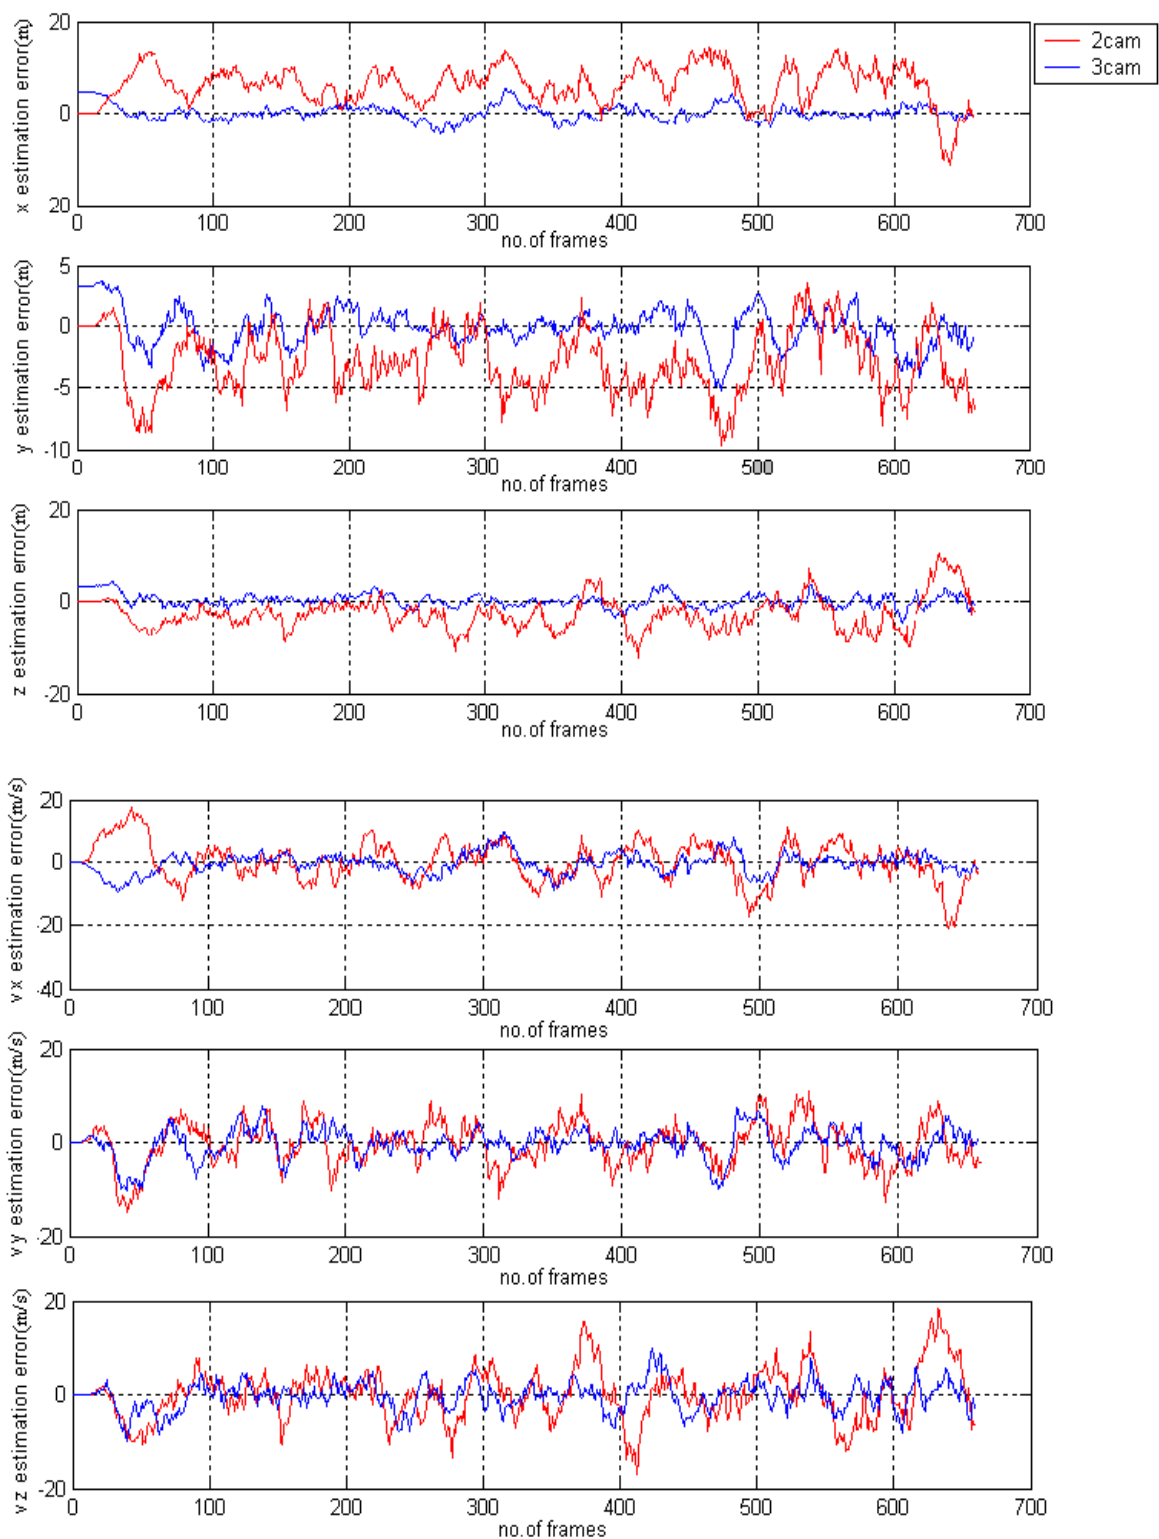 20
0
20
x estimation error(m)
0 100 200 300 400 500 600 700
no.of frames
2cam
3cam
5
0
-5
-10
y estimation error(m)
0 100 200 300 400 500 600 700
no.of frames
20
0
-20
z estimation error(m)
0 100 200 300 400 500 600 700
no.of frames
20
0
-20
-40
vx estimation error(m/s)
0 100 200 300 400 500 600 700
no.of frames
20
0
-20
vy estimation error(m/s)
0 100 200 300 400 500 600 700
no.of frames
20
0
-20
vz estimation error(m/s)
0 100 200 300 400 500 600 700
no.of frames